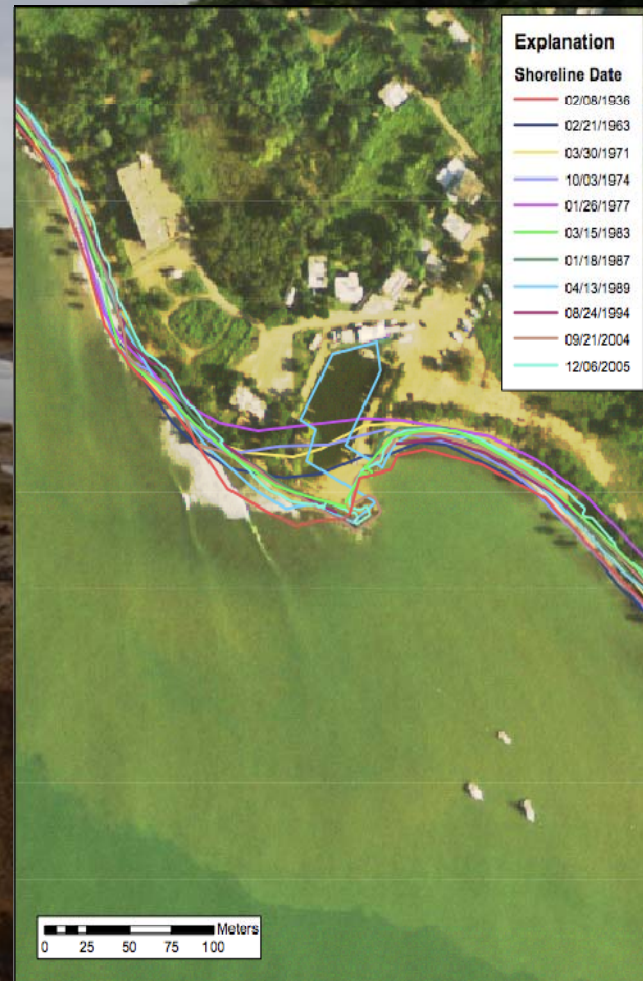 Explanation
Shoreline Date
02/08/1936
02/21/1963
03/30/1971
10/03/1974
01/26/1977
03/15/1983
01/18/1987
04/13/1989
08/24/1994
09/21/2004
12/06/2005
Meters
0 25 50 75 100